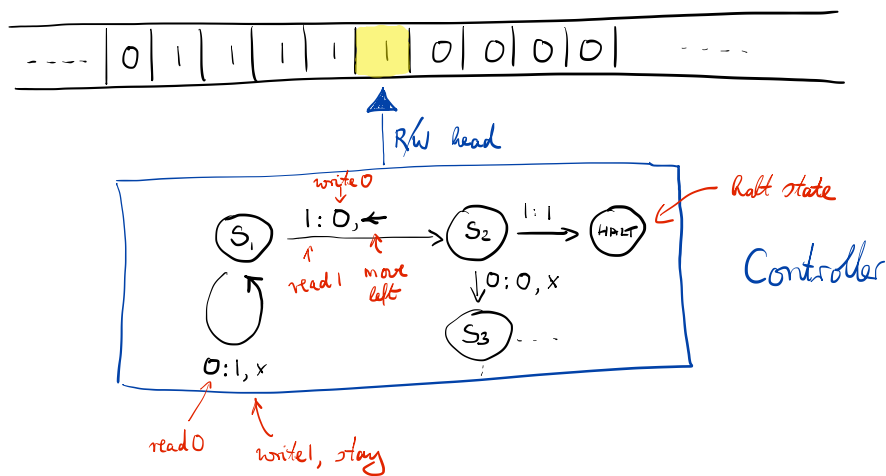 ---- 0 1 1 1 1 1 0 0 0 0 ----
R/W head
write 0
halt state
S1 1:0,← S2 1:1 HALT
read 1 move left
Controller
0:0, x
S3 ----
0:1, x
read 0 write 1, stay